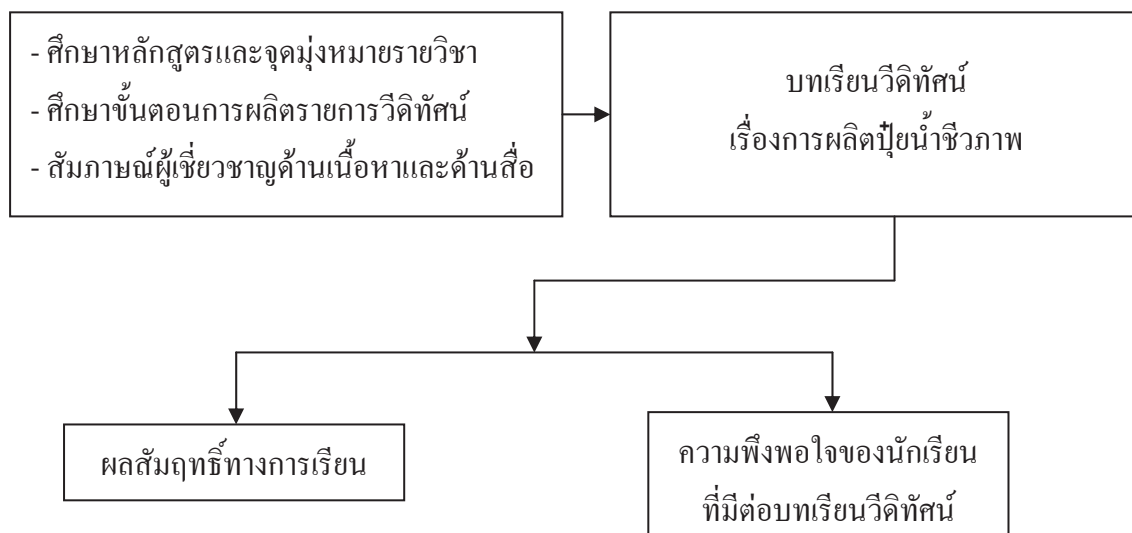 - ศึกษาหลักสูตรและจุดมุ่งหมายรายวิชา
- ศึกษาขั้นตอนการผลิตรายการวีดิทัศน์
- สัมภาษณ์ผู้เชี่ยวชาญด้านเนื้อหาและด้านสื่อ
บทเรียนวีดิทัศน์
เรื่องการผลิตปุ๋ยน้ำชีวภาพ
ผลสัมฤทธิ์ทางการเรียน
ความพึงพอใจของนักเรียน
ที่มีต่อบทเรียนวีดิทัศน์